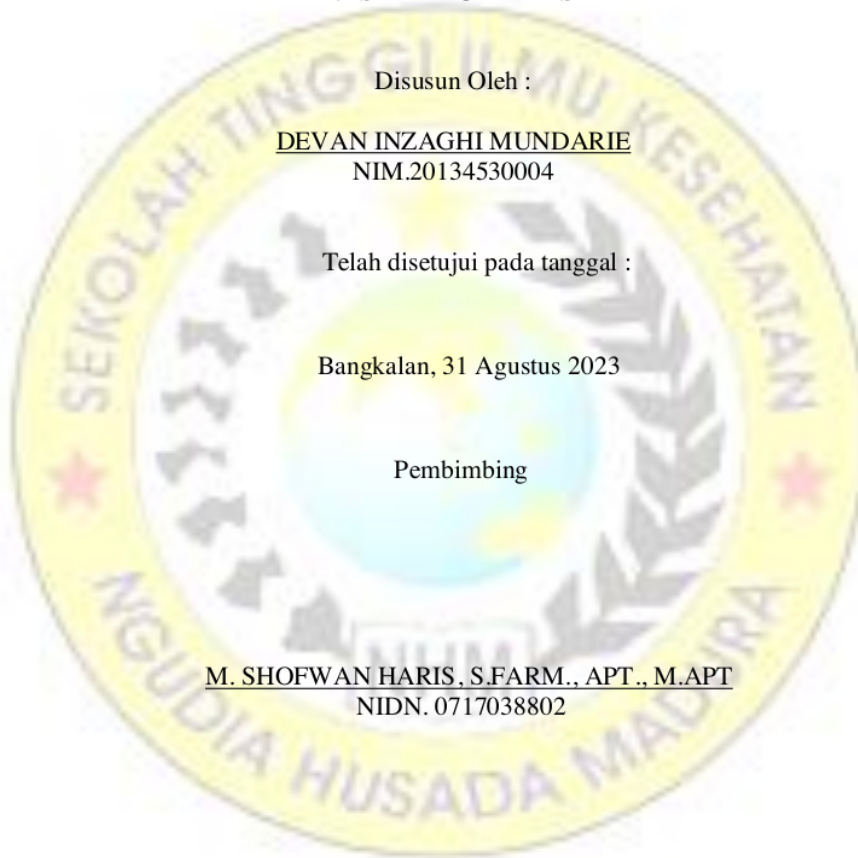 Disusun Oleh :
DEVAN INZAGHI MUNDARIE
NIM.20134530004
Telah disetujui pada tanggal :
Bangkalan, 31 Agustus 2023
Pembimbing
M. SHOFWAN HARIS, S.FARM., APT., M.APT
NIDN. 0717038802
SEKOLAH TINGGI ILMU KESEHATAN
NHM
NGUDIA HUSADA MADURA